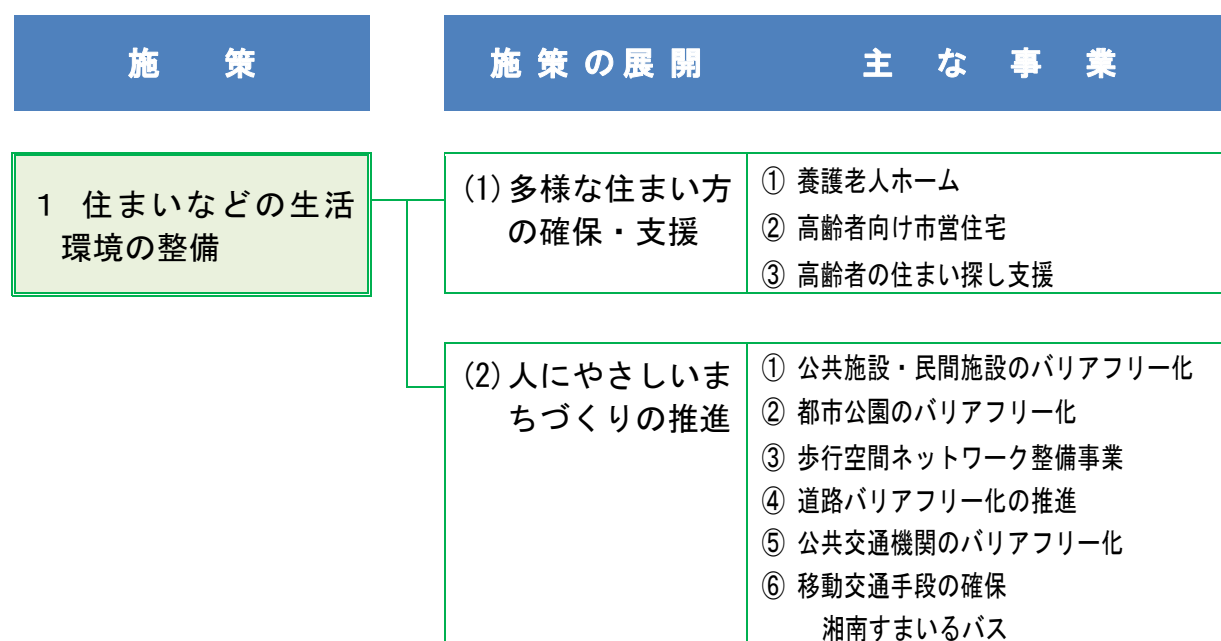 施策
施策の展開
主な事業
1 住まいなどの生活
環境の整備
(1) 多様な住まい方
の確保・支援
① 養護老人ホーム
② 高齢者向け市営住宅
③ 高齢者の住まい探し支援
(2) 人にやさしいま
ちづくりの推進
① 公共施設・民間施設のバリアフリー化
② 都市公園のバリアフリー化
③ 歩行空間ネットワーク整備事業
④ 道路バリアフリー化の推進
⑤ 公共交通機関のバリアフリー化
⑥ 移動交通手段の確保
湘南すまいるバス